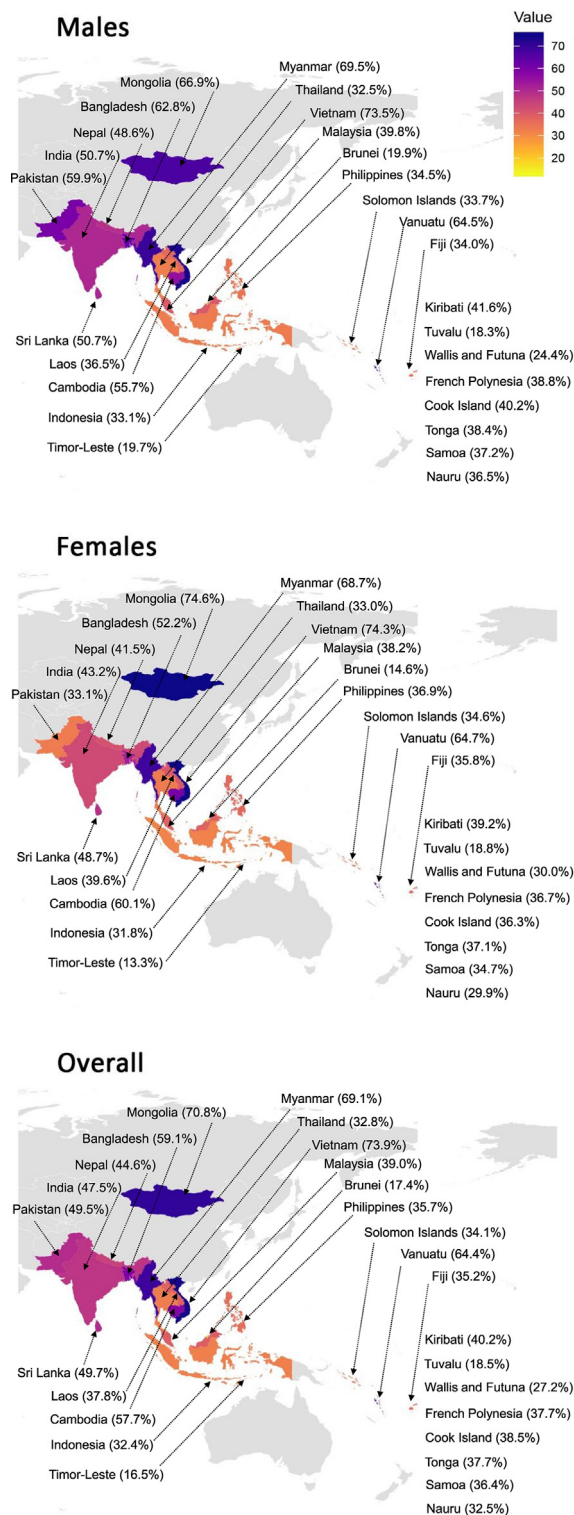 Males
Value
70
60
50
40
30
20
Myanmar (69.5%)
Mongolia (66.9%)
Thailand (32.5%)
Bangladesh (62.8%)
Vietnam (73.5%)
Nepal (48.6%)
Malaysia (39.8%)
India (50.7%)
Brunei (19.9%)
Pakistan (59.9%)
Philippines (34.5%)
Solomon Islands (33.7%)
Vanuatu (64.5%)
Fiji (34.0%)
Kiribati (41.6%)
Tuvalu (18.3%)
Sri Lanka (50.7%)
Wallis and Futuna (24.4%)
Laos (36.5%)
French Polynesia (38.8%)
Cambodia (55.7%)
Cook Island (40.2%)
Indonesia (33.1%)
Tonga (38.4%)
Timor-Leste (19.7%)
Samoa (37.2%)
Nauru (36.5%)
Females
Myanmar (68.7%)
Mongolia (74.6%)
Thailand (33.0%)
Bangladesh (52.2%)
Vietnam (74.3%)
Nepal (41.5%)
Malaysia (38.2%)
India (43.2%)
Brunei (14.6%)
Pakistan (33.1%)
Philippines (36.9%)
Solomon Islands (34.6%)
Vanuatu (64.7%)
Fiji (35.8%)
Kiribati (39.2%)
Tuvalu (18.8%)
Sri Lanka (48.7%)
Wallis and Futuna (30.0%)
Laos (39.6%)
French Polynesia (36.7%)
Cambodia (60.1%)
Cook Island (36.3%)
Indonesia (31.8%)
Tonga (37.1%)
Timor-Leste (13.3%)
Samoa (34.7%)
Nauru (29.9%)
Overall
Myanmar (69.1%)
Mongolia (70.8%)
Thailand (32.8%)
Bangladesh (59.1%)
Vietnam (73.9%)
Nepal (44.6%)
Malaysia (39.0%)
India (47.5%)
Brunei (17.4%)
Pakistan (49.5%)
Philippines (35.7%)
Solomon Islands (34.1%)
Vanuatu (64.4%)
Fiji (35.2%)
Kiribati (40.2%)
Tuvalu (18.5%)
Sri Lanka (49.7%)
Wallis and Futuna (27.2%)
Laos (37.8%)
French Polynesia (37.7%)
Cambodia (57.7%)
Cook Island (38.5%)
Indonesia (32.4%)
Tonga (37.7%)
Timor-Leste (16.5%)
Samoa (36.4%)
Nauru (32.5%)